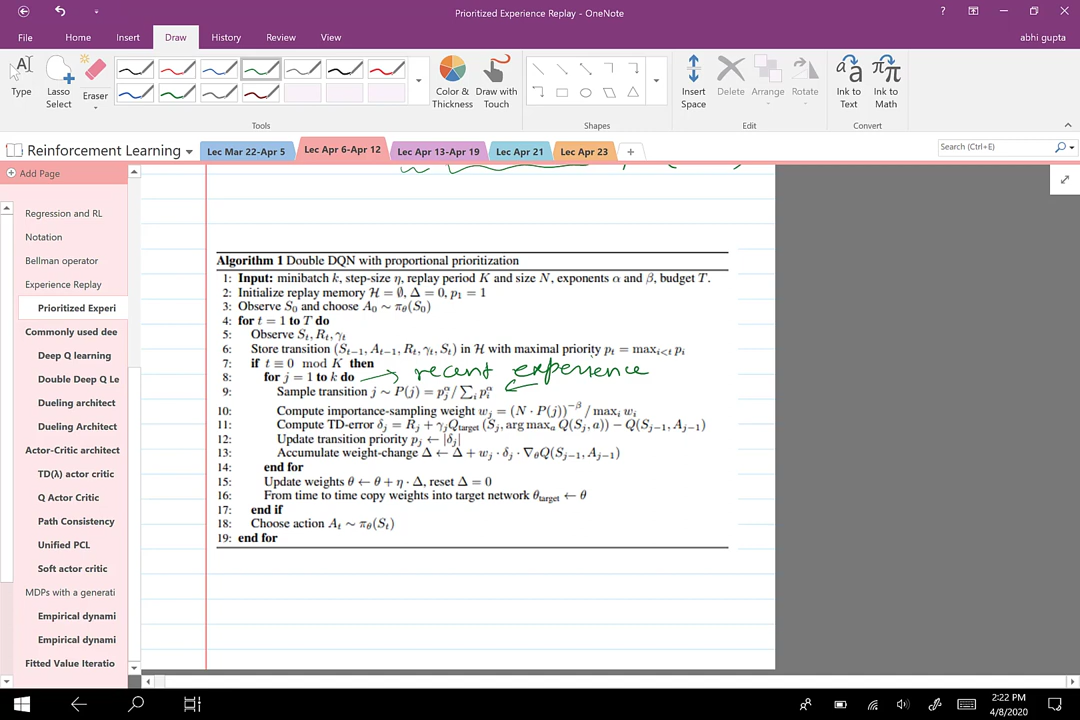 Prioritized Experience Replay - OneNote
?
File Home Insert Draw History Review View
abhi gupta
Type
Lasso Select
Eraser
Color & Thickness
Draw with Touch
Insert Space
Delete
Arrange
Rotate
Ink to Text
Ink to Math
Tools
Shapes
Edit
Convert
Reinforcement Learning
Lec Mar 22-Apr 5
Lec Apr 6-Apr 12
Lec Apr 13-Apr 19
Lec Apr 21
Lec Apr 23
+
Search (Ctrl+E)
Add Page
Regression and RL
Notation
Bellman operator
Experience Replay
Prioritized Experi
Commonly used dee
Deep Q learning
Double Deep Q Le
Dueling architect
Dueling Architect
Actor-Critic architect
TD(λ) actor critic
Q Actor Critic
Path Consistency
Unified PCL
Soft actor critic
MDPs with a generati
Empirical dynami
Empirical dynami
Fitted Value Iteratio
Algorithm 1 Double DQN with proportional prioritization
1: Input: minibatch k, step-size η, replay period K and size N, exponents α and β, budget T.
2: Initialize replay memory H = ∅, Δ = 0, p₁ = 1
3: Observe S₀ and choose A₀ ∼ π_θ(S₀)
4: for t = 1 to T do
5: Observe S_t, R_t, γ_t
6: Store transition (S_{t−1}, A_{t−1}, R_t, γ_t, S_t) in H with maximal priority p_t = max_{i<t} p_i
7: if t ≡ 0 mod K then
8: for j = 1 to k do → recent experience
9: Sample transition j ∼ P(j) = p_j^α / ∑_i p_i^α
10: Compute importance-sampling weight w_j = (N · P(j))^{−β} / max_i w_i
11: Compute TD-error δ_j = R_j + γ_j Q_target (S_j, arg max_a Q(S_j, a)) − Q(S_{j−1}, A_{j−1})
12: Update transition priority p_j ← |δ_j|
13: Accumulate weight-change Δ ← Δ + w_j · δ_j · ∇_θ Q(S_{j−1}, A_{j−1})
14: end for
15: Update weights θ ← θ + η · Δ, reset Δ = 0
16: From time to time copy weights into target network θ_target ← θ
17: end if
18: Choose action A_t ∼ π_θ(S_t)
19: end for
2:22 PM
4/8/2020